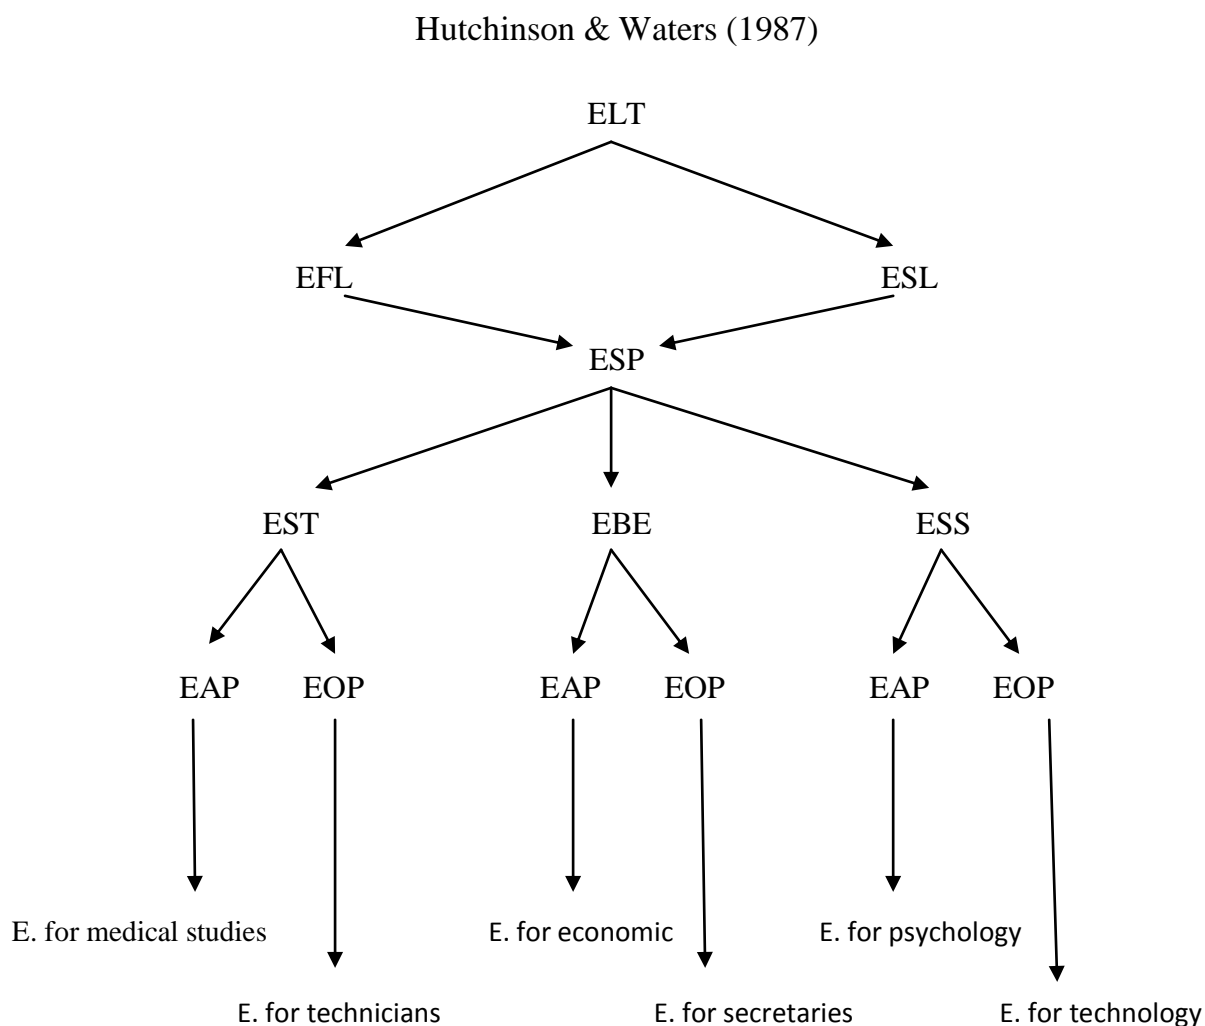 Hutchinson & Waters (1987)
ELT
EFL ESL
ESP
EST EBE ESS
EAP EOP EAP EOP EAP EOP
E. for medical studies E. for economic E. for psychology
E. for technicians E. for secretaries E. for technology